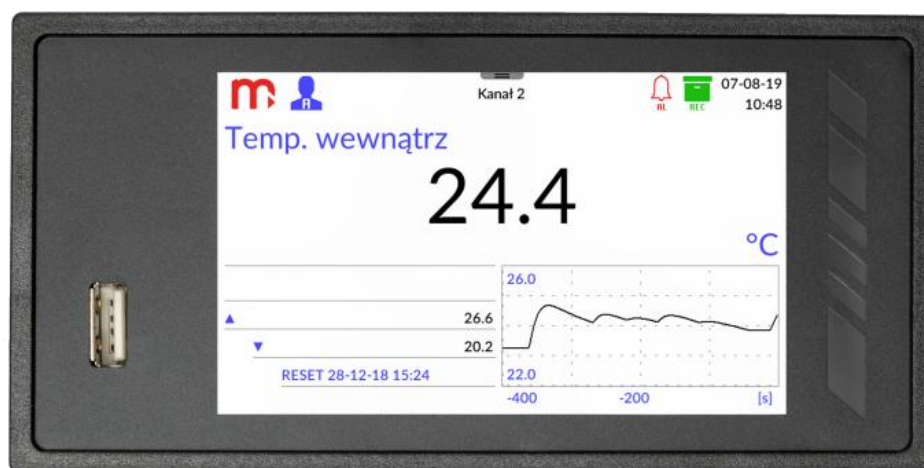 m
A
Kanał 2
AL
REC
07-08-19
10:48
Temp. wewnątrz
24.4
°C
26.6
20.2
RESET 28-12-18 15:24
26.0
22.0
-400 -200 [s]